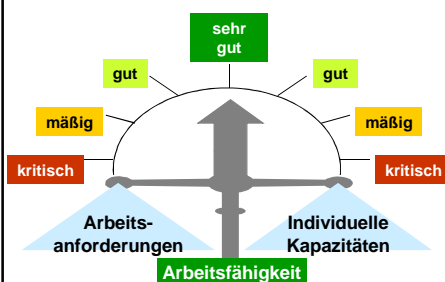 sehr
gut
gut
gut
mäßig
mäßig
kritisch
kritisch
Arbeits-
anforderungen
Individuelle
Kapazitäten
Arbeitsfähigkeit